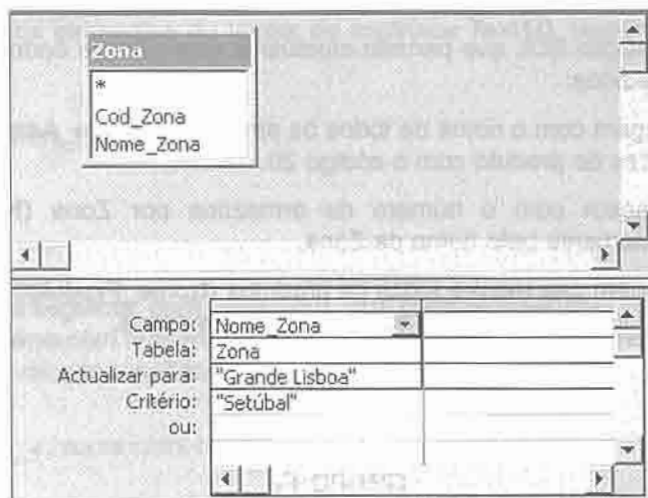 Zona
*
Cod_Zona
Nome_Zona
Campo: Nome_Zona
Tabela: Zona
Actualizar para: "Grande Lisboa"
Critério: "Setúbal"
ou: